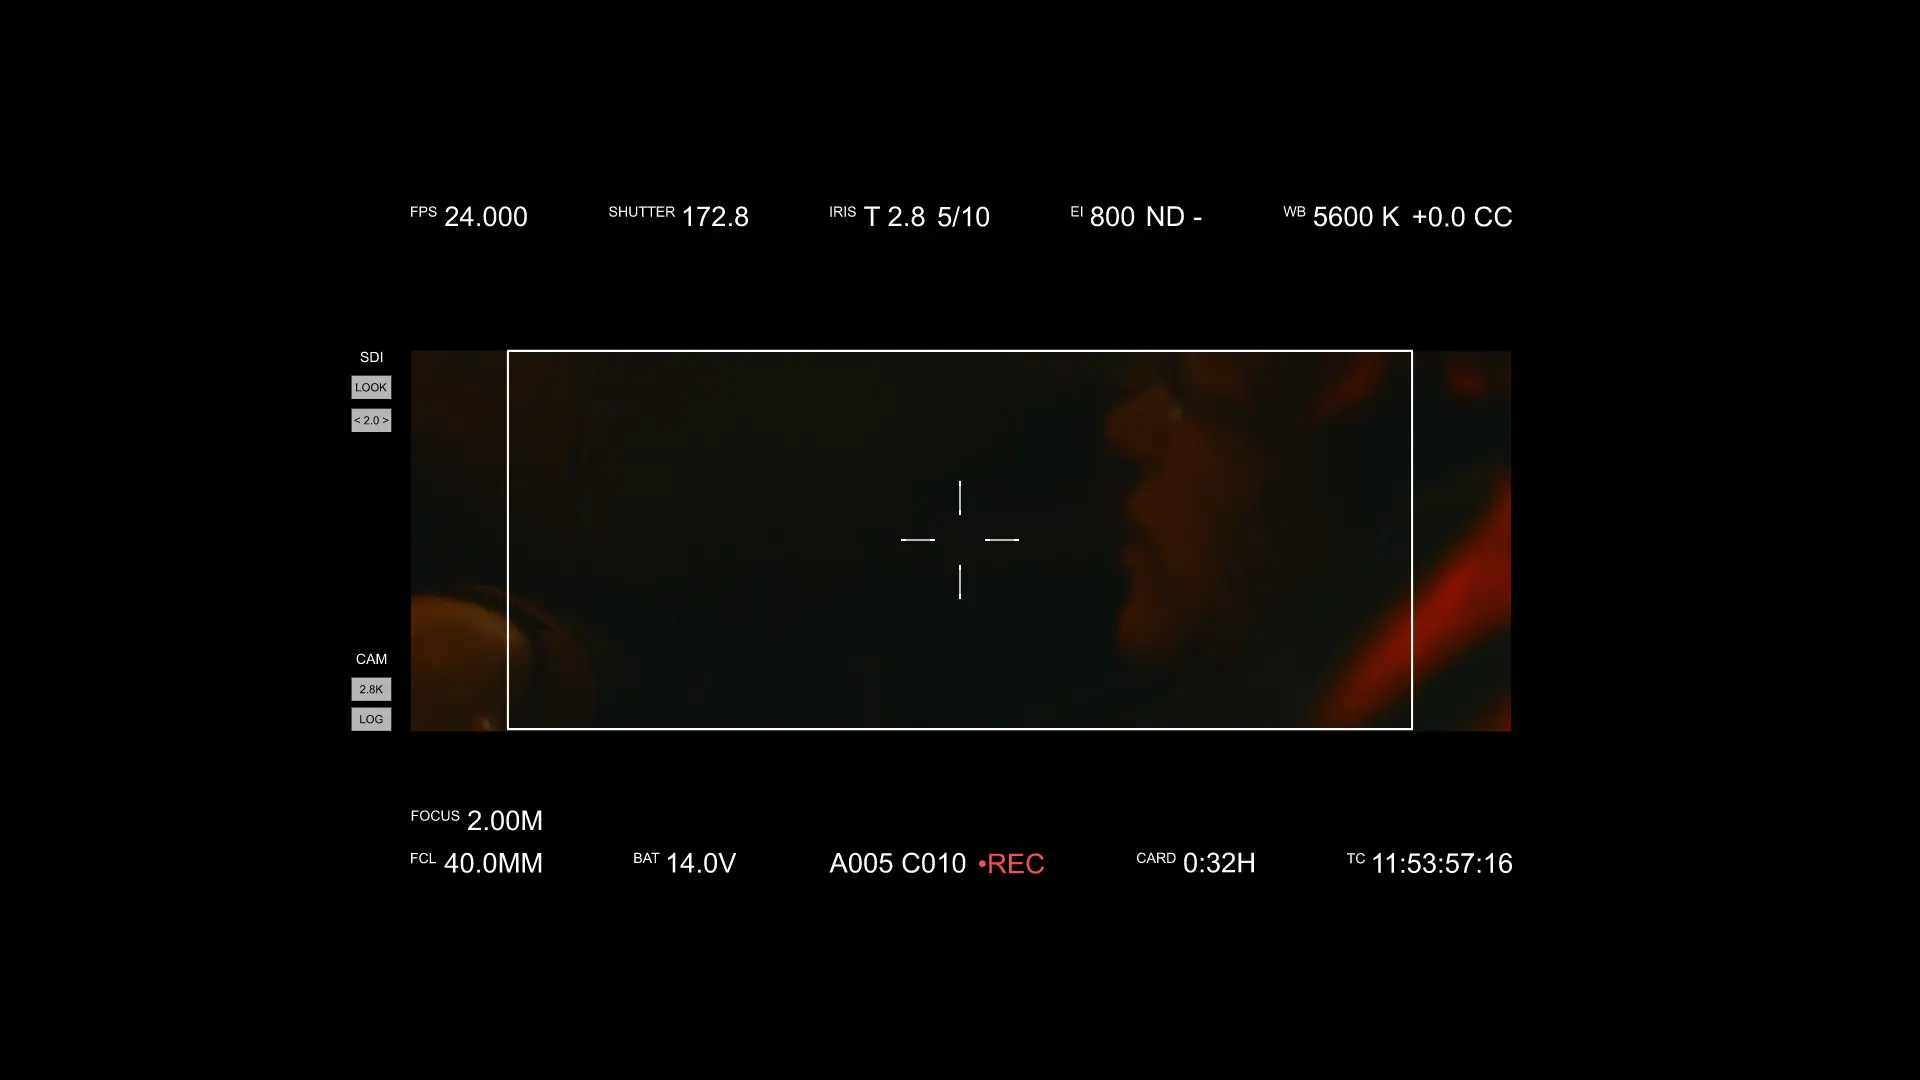 FPS 24.000 SHUTTER 172.8 IRIS T 2.8 5/10 EI 800 ND - WB 5600 K +0.0 CC
SDI
LOOK
< 2.0 >
CAM
2.8K
LOG
FOCUS 2.00M
FCL 40.0MM BAT 14.0V A005 C010 •REC CARD 0:32H TC 11:53:57:16